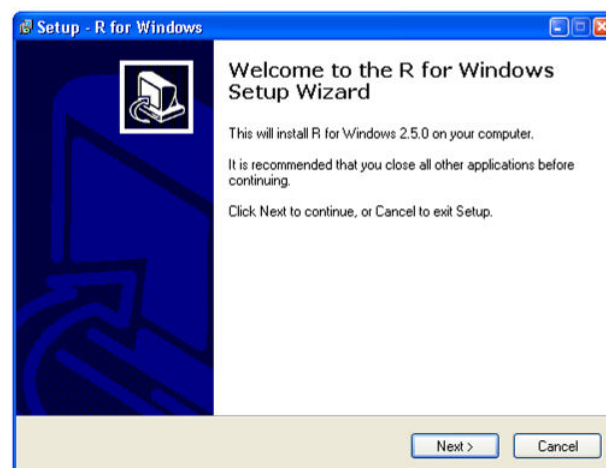 Setup - R for Windows
Welcome to the R for Windows
Setup Wizard
This will install R for Windows 2.5.0 on your computer.
It is recommended that you close all other applications before
continuing.
Click Next to continue, or Cancel to exit Setup.
Next >
Cancel